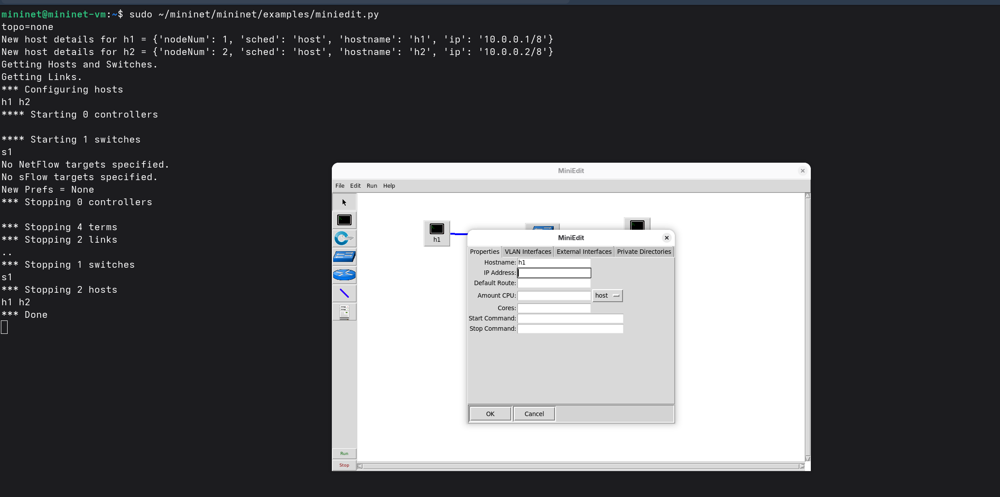 mininet@mininet-vm:~$ sudo ~/mininet/mininet/examples/miniedit.py
topo=none
New host details for h1 = {'nodeNum': 1, 'sched': 'host', 'hostname': 'h1', 'ip': '10.0.0.1/8'}
New host details for h2 = {'nodeNum': 2, 'sched': 'host', 'hostname': 'h2', 'ip': '10.0.0.2/8'}
Getting Hosts and Switches.
Getting Links.
*** Configuring hosts
h1 h2
**** Starting 0 controllers
**** Starting 1 switches
s1
No NetFlow targets specified.
No sFlow targets specified.
New Prefs = None
*** Stopping 0 controllers
*** Stopping 4 terms
*** Stopping 2 links
..
*** Stopping 1 switches
s1
*** Stopping 2 hosts
h1 h2
*** Done
MiniEdit
File Edit Run Help
h1
MiniEdit
Properties VLAN Interfaces External Interfaces Private Directories
Hostname: h1
IP Address:
Default Route:
Amount CPU: host
Cores:
Start Command:
Stop Command:
OK Cancel
Run
Stop